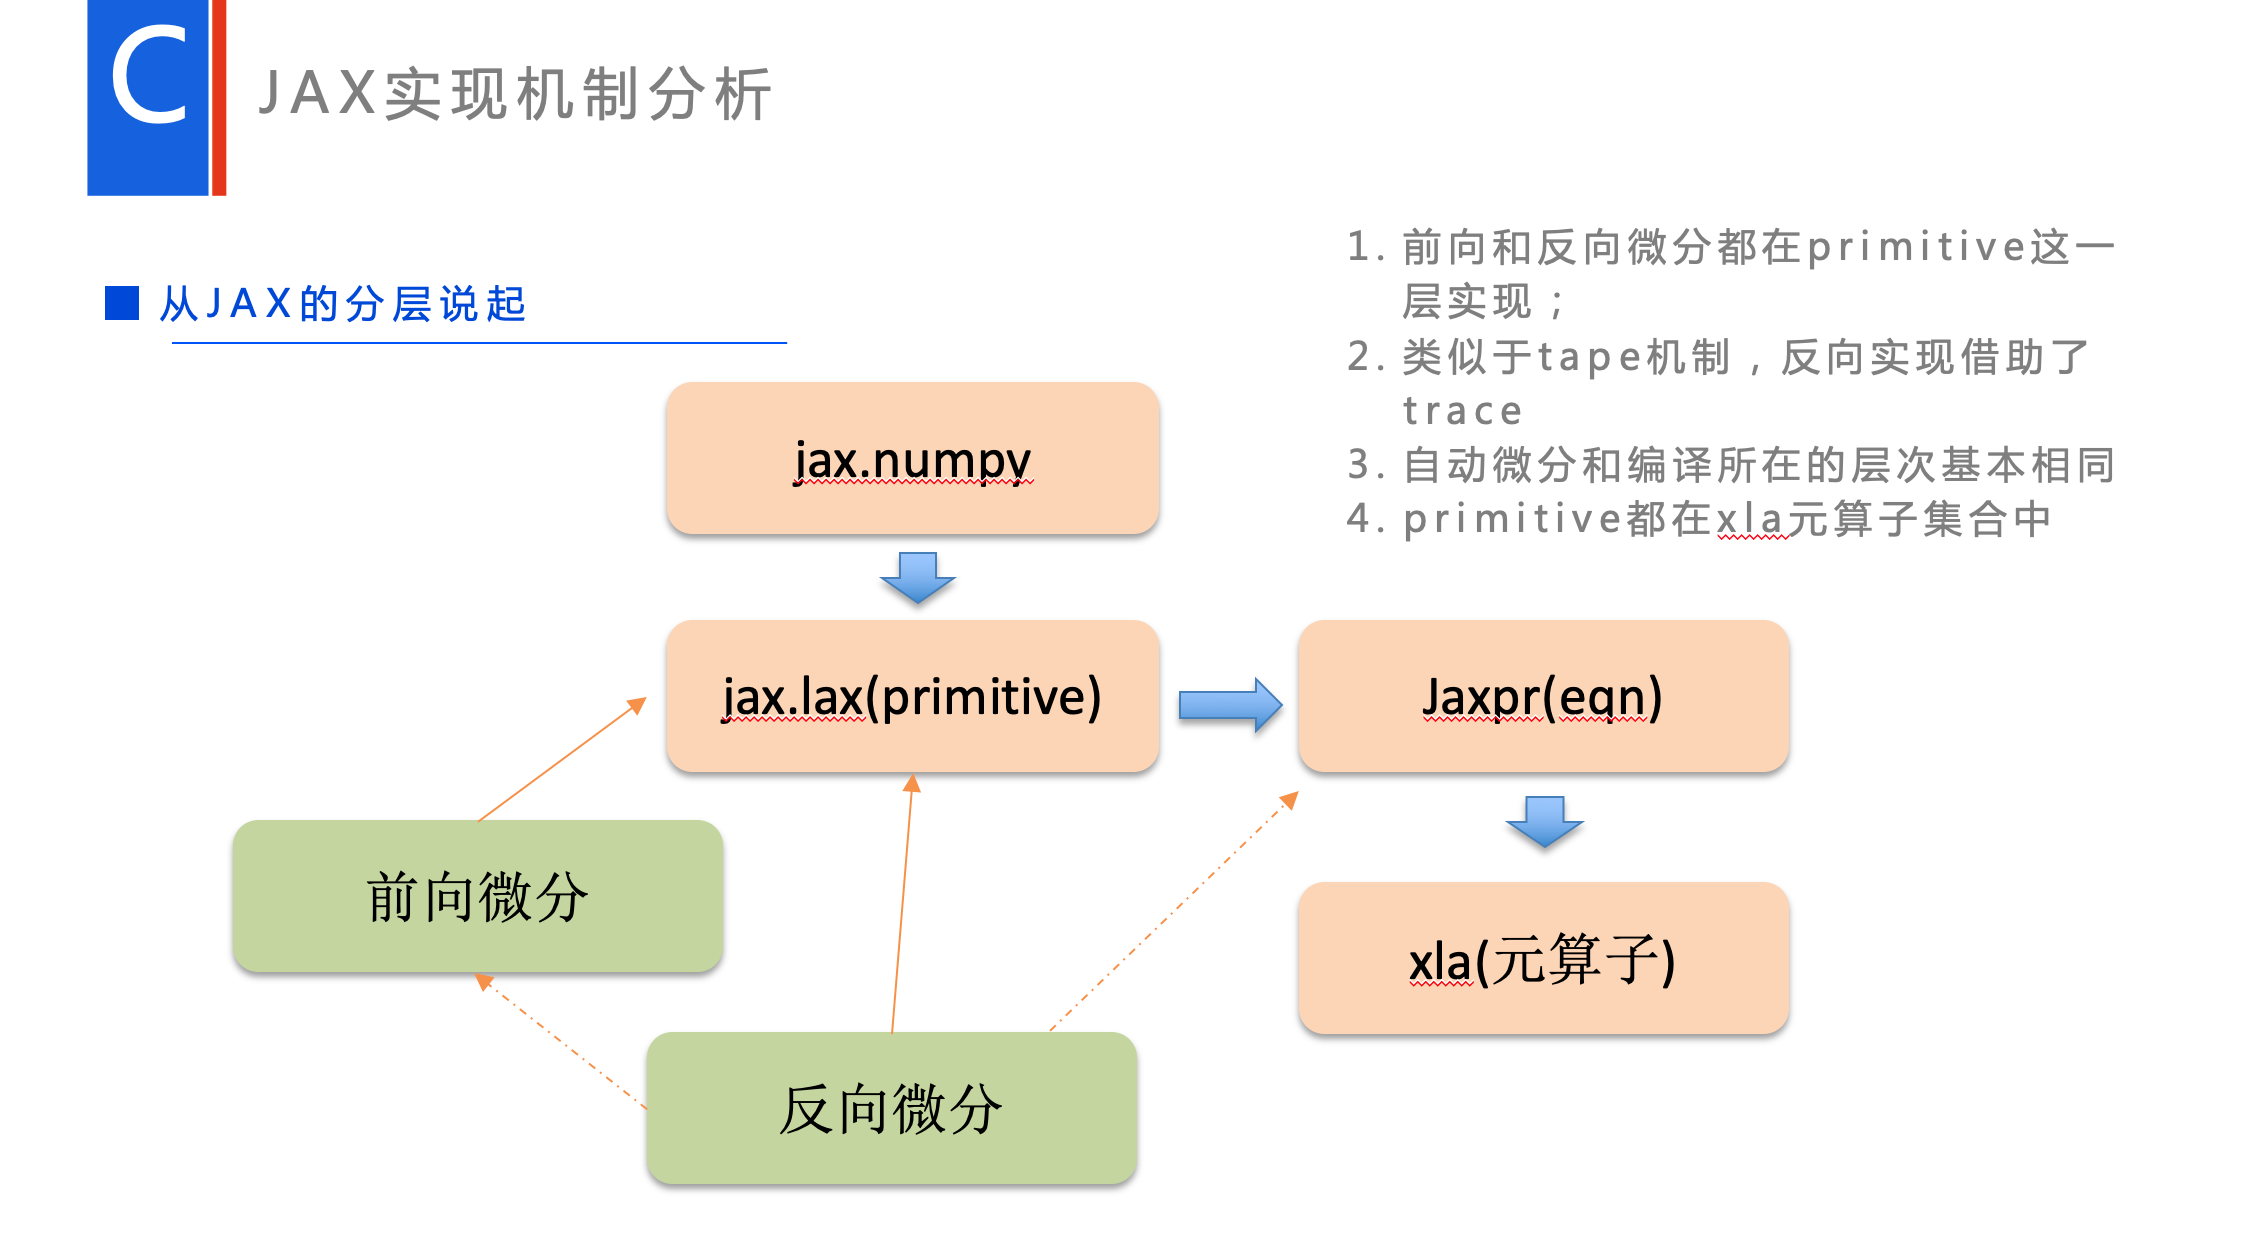 C
JAX实现机制分析
从JAX的分层说起
1. 前向和反向微分都在primitive这一
层实现；
2. 类似于tape机制，反向实现借助了
trace
3. 自动微分和编译所在的层次基本相同
4. primitive都在xla元算子集合中
jax.numpy
jax.lax(primitive)
Jaxpr(eqn)
前向微分
xla(元算子)
反向微分